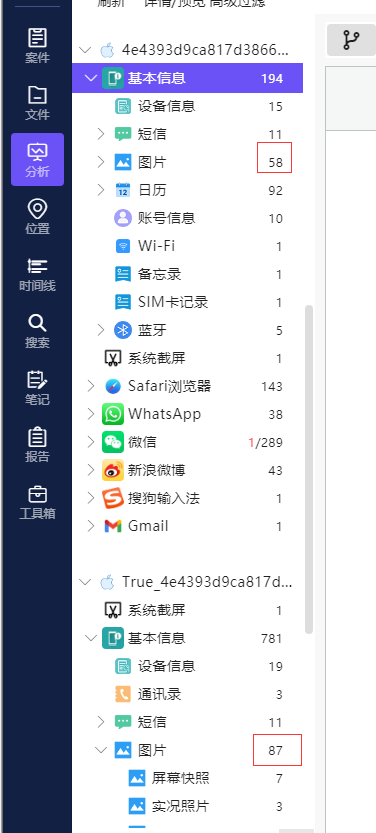 刷新 详情/预览 高级过滤
案件
文件
分析
位置
时间线
搜索
笔记
报告
工具箱
4e4393d9ca817d3866...
基本信息 194
设备信息 15
短信 11
图片 58
日历 92
账号信息 10
Wi-Fi 1
备忘录 1
SIM卡记录 1
蓝牙 5
系统截屏 1
Safari浏览器 143
WhatsApp 38
微信 1/289
新浪微博 43
搜狗输入法 1
Gmail 1
True_4e4393d9ca817d...
系统截屏 1
基本信息 781
设备信息 19
通讯录 3
短信 11
图片 87
屏幕快照 7
实况照片 3